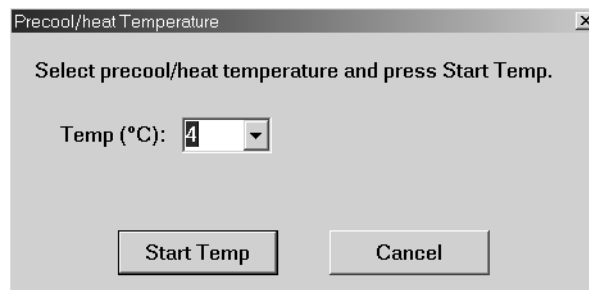 Precool/heat Temperature
Select precool/heat temperature and press Start Temp.
Temp (°C): 4
Start Temp Cancel